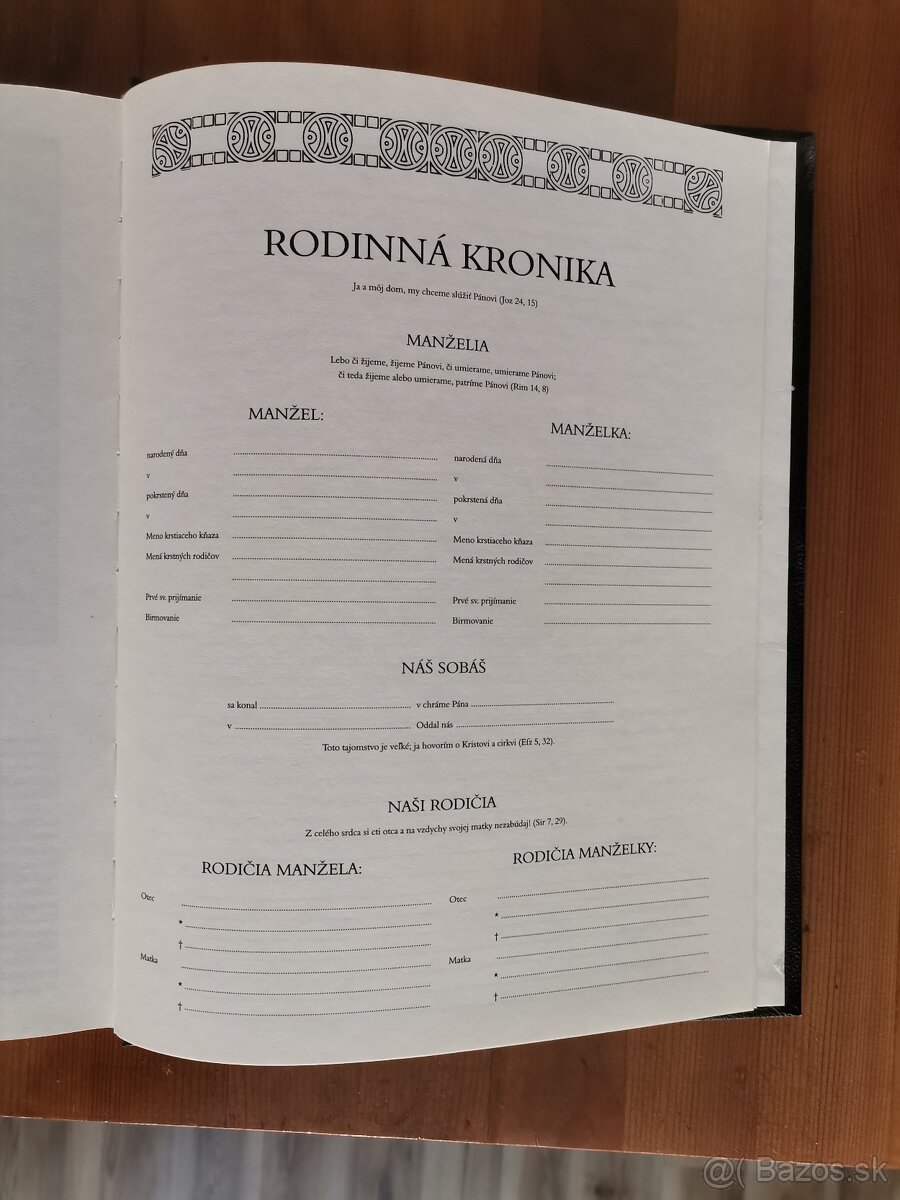 RODINNÁ KRONIKA
Ja a môj dom, my chceme slúžiť Pánovi (Joz 24, 15)
MANŽELIA
Lebo či žijeme, žijeme Pánovi, či umierame, umierame Pánovi;
či teda žijeme alebo umierame, patríme Pánovi (Rim 14, 8)
MANŽEL:
narodený dňa
v
pokrstený dňa
v
Meno krstiaceho kňaza
Mená krstných rodičov
Prvé sv. prijímanie
Birmovanie
MANŽELKA:
narodená dňa
v
pokrstená dňa
v
Meno krstiaceho kňaza
Mená krstných rodičov
Prvé sv. prijímanie
Birmovanie
NÁŠ SOBÁŠ
sa konal v chráme Pána
v Oddal nás
Toto tajomstvo je veľké; ja hovorím o Kristovi a cirkvi (Ef 5, 32).
NAŠI RODIČIA
Z celého srdca si cti otca a na vzdychy svojej matky nezabúdaj! (Sir 7, 29).
RODIČIA MANŽELA:
Otec
*
†
Matka
*
†
RODIČIA MANŽELKY:
Otec
*
†
Matka
*
†
@( Bazos.sk